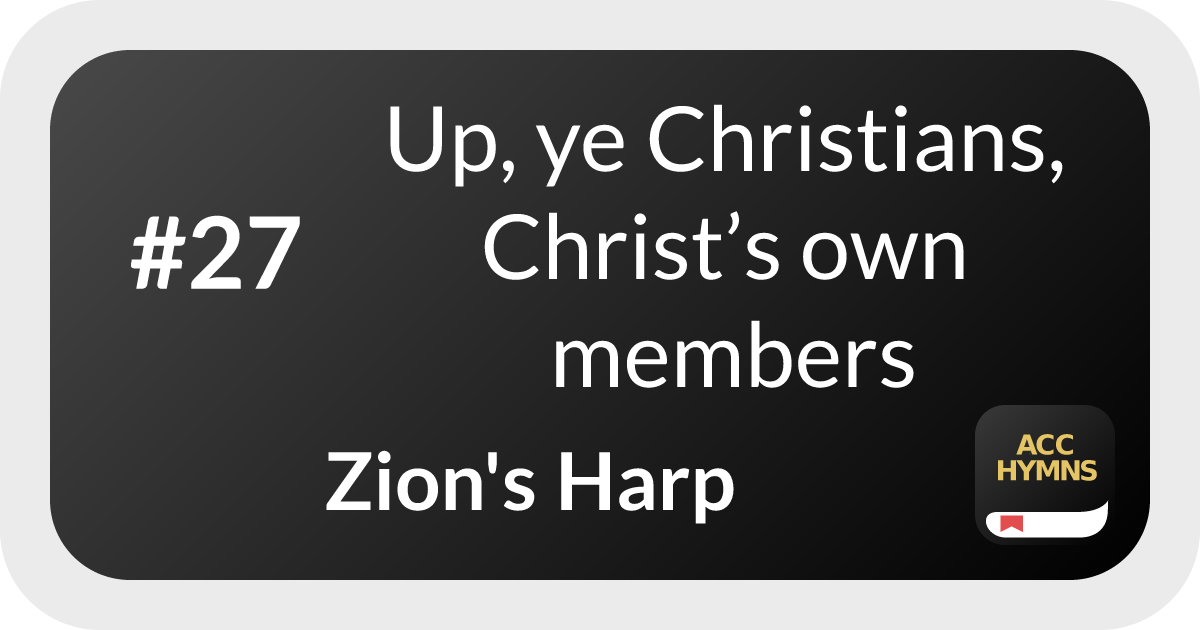 #27
Up, ye Christians,
Christ’s own
members
Zion's Harp
ACC
HYMNS